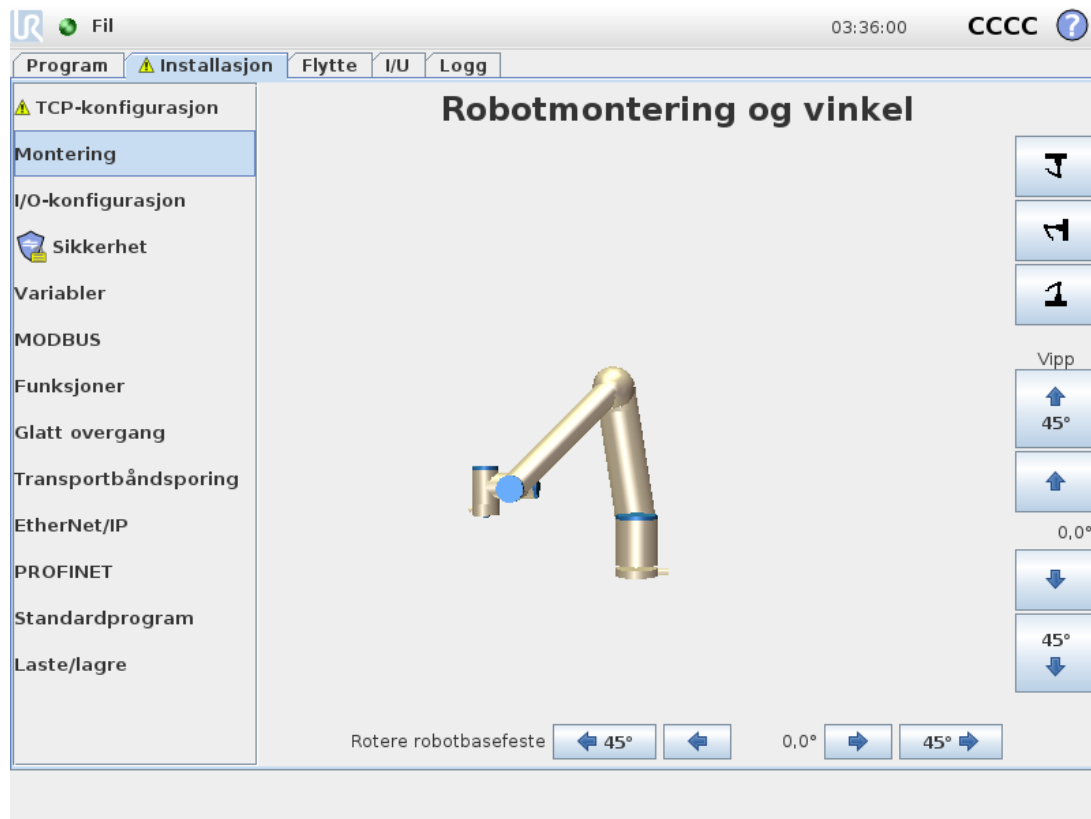 UR Fil 03:36:00 CCCC ?
Program Installasjon Flytte I/U Logg
TCP-konfigurasjon
Montering
I/O-konfigurasjon
Sikkerhet
Variabler
MODBUS
Funksjoner
Glatt overgang
Transportbåndsporing
EtherNet/IP
PROFINET
Standardprogram
Laste/lagre
Robotmontering og vinkel
Vipp
45°
0,0°
45°
Rotere robotbasefeste 45° 0,0° 45°